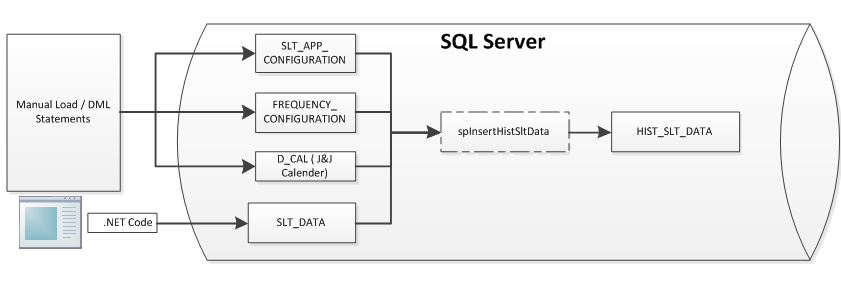 SQL Server
SLT_APP_
CONFIGURATION
Manual Load / DML
Statements
FREQUENCY_
CONFIGURATION
spInsertHistSltData
HIST_SLT_DATA
D_CAL ( J&J
Calender)
.NET Code
SLT_DATA